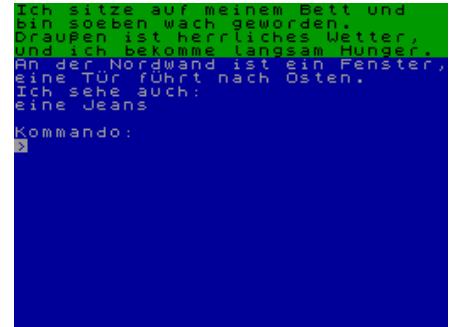 Ich sitze auf meinem Bett und
bin soeben wach geworden.
Draußen ist herrliches Wetter,
und ich bekomme langsam Hunger.
An der Nordwand ist ein Fenster,
eine Tür führt nach Osten.
Ich sehe auch:
eine Jeans
Kommando:
>